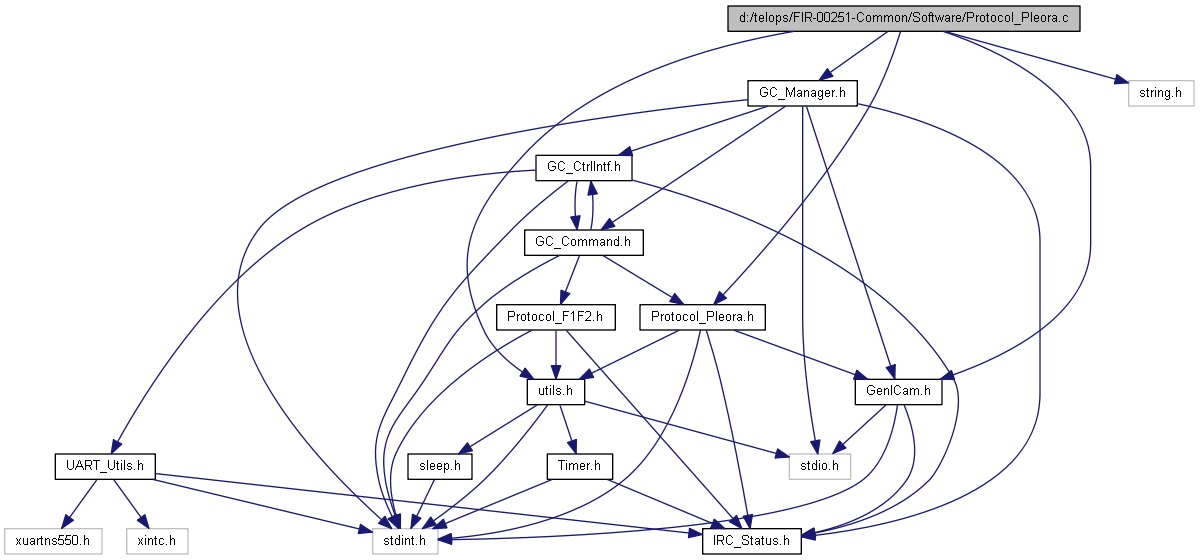 d:/telops/FIR-00251-Common/Software/Protocol_Pleora.c
GC_Manager.h
string.h
GC_CtrlIntf.h
GC_Command.h
Protocol_F1F2.h
Protocol_Pleora.h
utils.h
GenICam.h
UART_Utils.h
sleep.h
Timer.h
stdio.h
xuartns550.h
xintc.h
stdint.h
IRC_Status.h